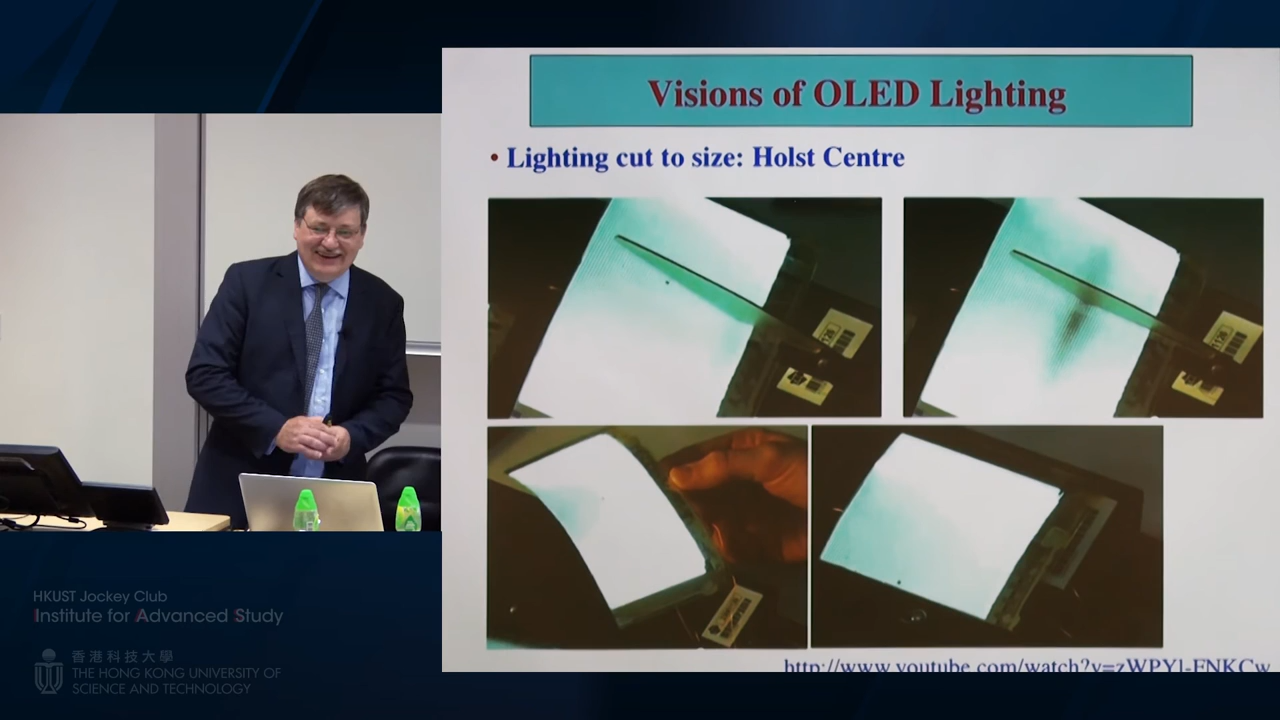 Visions of OLED Lighting
• Lighting cut to size: Holst Centre
HKUST Jockey Club
Institute for Advanced Study
香港科技大學
THE HONG KONG UNIVERSITY OF
SCIENCE AND TECHNOLOGY